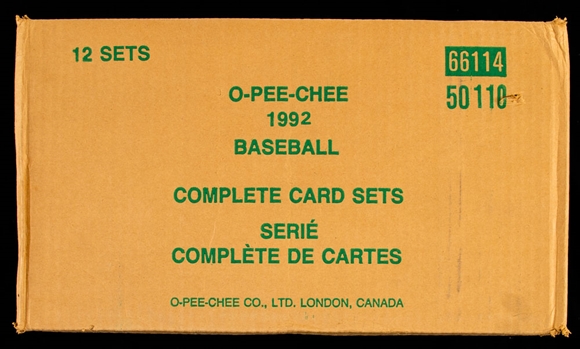 12 SETS
66114
50110
O-PEE-CHEE
1992
BASEBALL
COMPLETE CARD SETS
SERIÉ
COMPLÈTE DE CARTES
O-PEE-CHEE CO., LTD. LONDON, CANADA